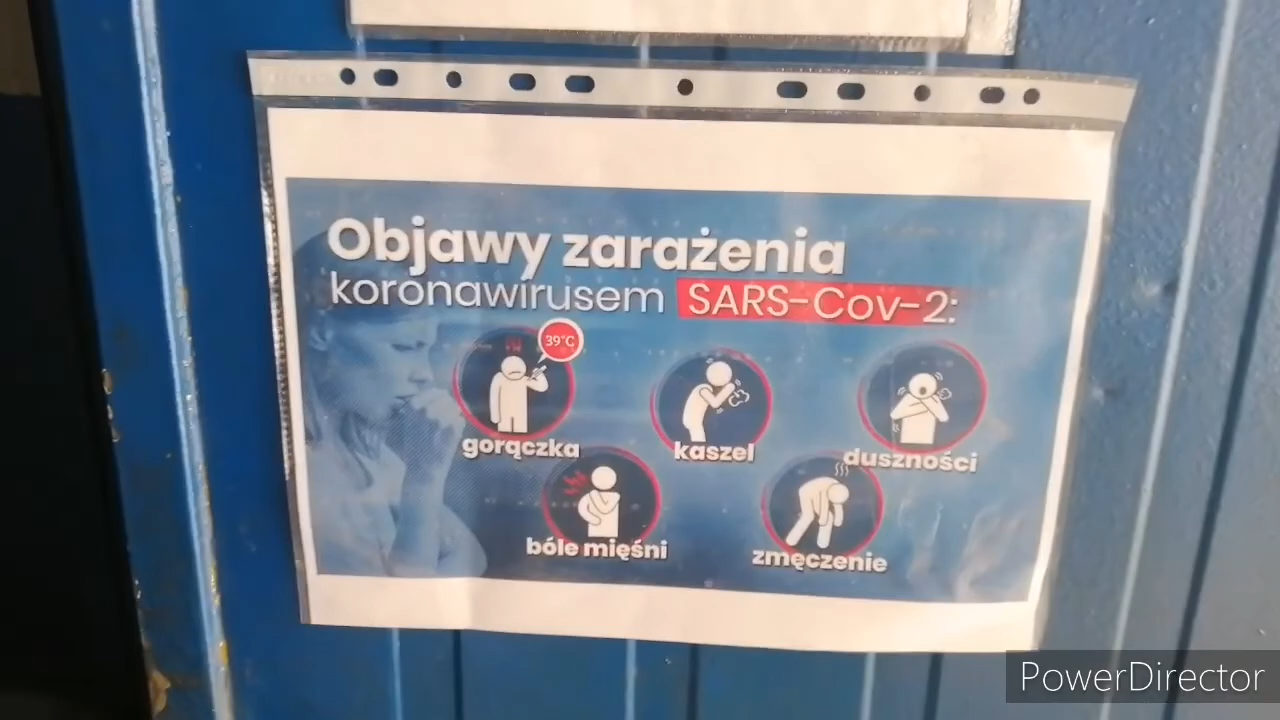 Objawy zarażenia
koronawirusem SARS-Cov-2:
39°C
gorączka
kaszel
duszności
bóle mięśni
zmęczenie
PowerDirector